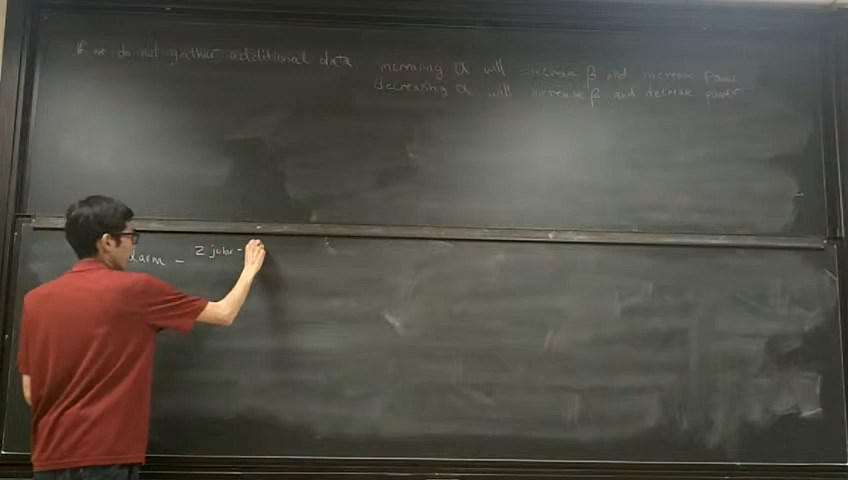 If we do not gather additional data, increasing α will decrease β and increase power
decreasing α will increase β and decrease power
alarm - 2 jobs -